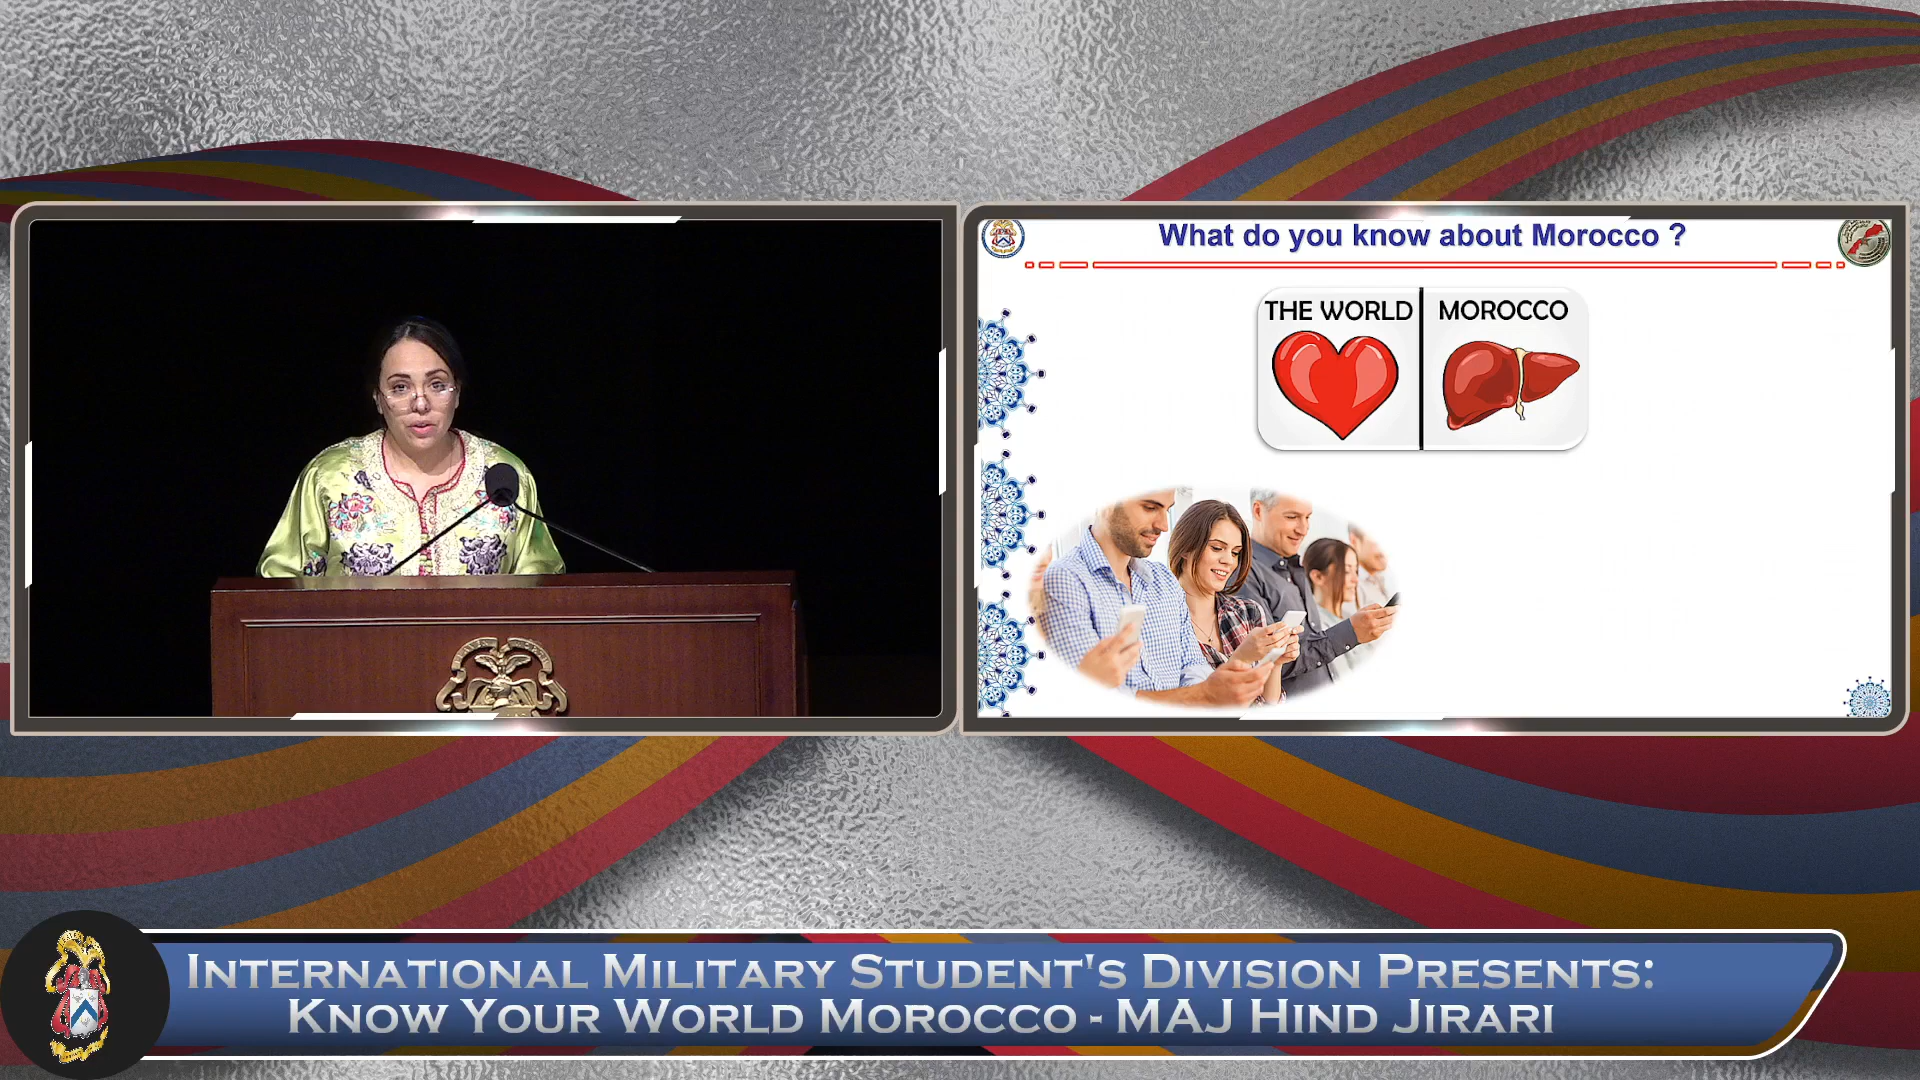 What do you know about Morocco ?
THE WORLD
MOROCCO
INTERNATIONAL MILITARY STUDENT'S DIVISION PRESENTS:
KNOW YOUR WORLD MOROCCO - MAJ HIND JIRARI